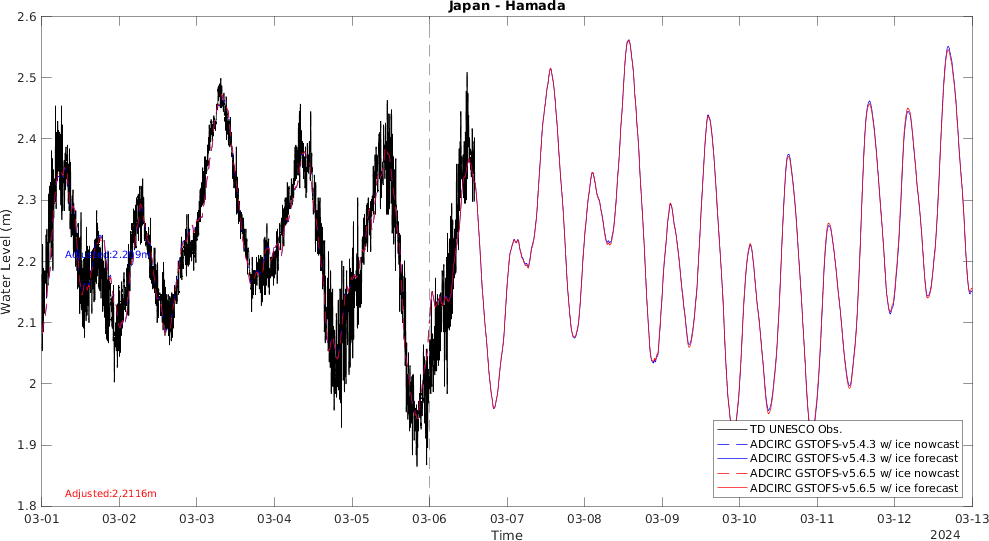 Japan - Hamada
Water Level (m)
2.6
2.5
2.4
2.3
2.2
2.1
2
1.9
1.8
Adjusted:2.2116m
TD UNESCO Obs.
ADCIRC GSTOFS-v5.4.3 w/ ice nowcast
ADCIRC GSTOFS-v5.4.3 w/ ice forecast
ADCIRC GSTOFS-v5.6.5 w/ ice nowcast
ADCIRC GSTOFS-v5.6.5 w/ ice forecast
03-01 03-02 03-03 03-04 03-05 03-06 03-07 03-08 03-09 03-10 03-11 03-12 03-13
Time
2024